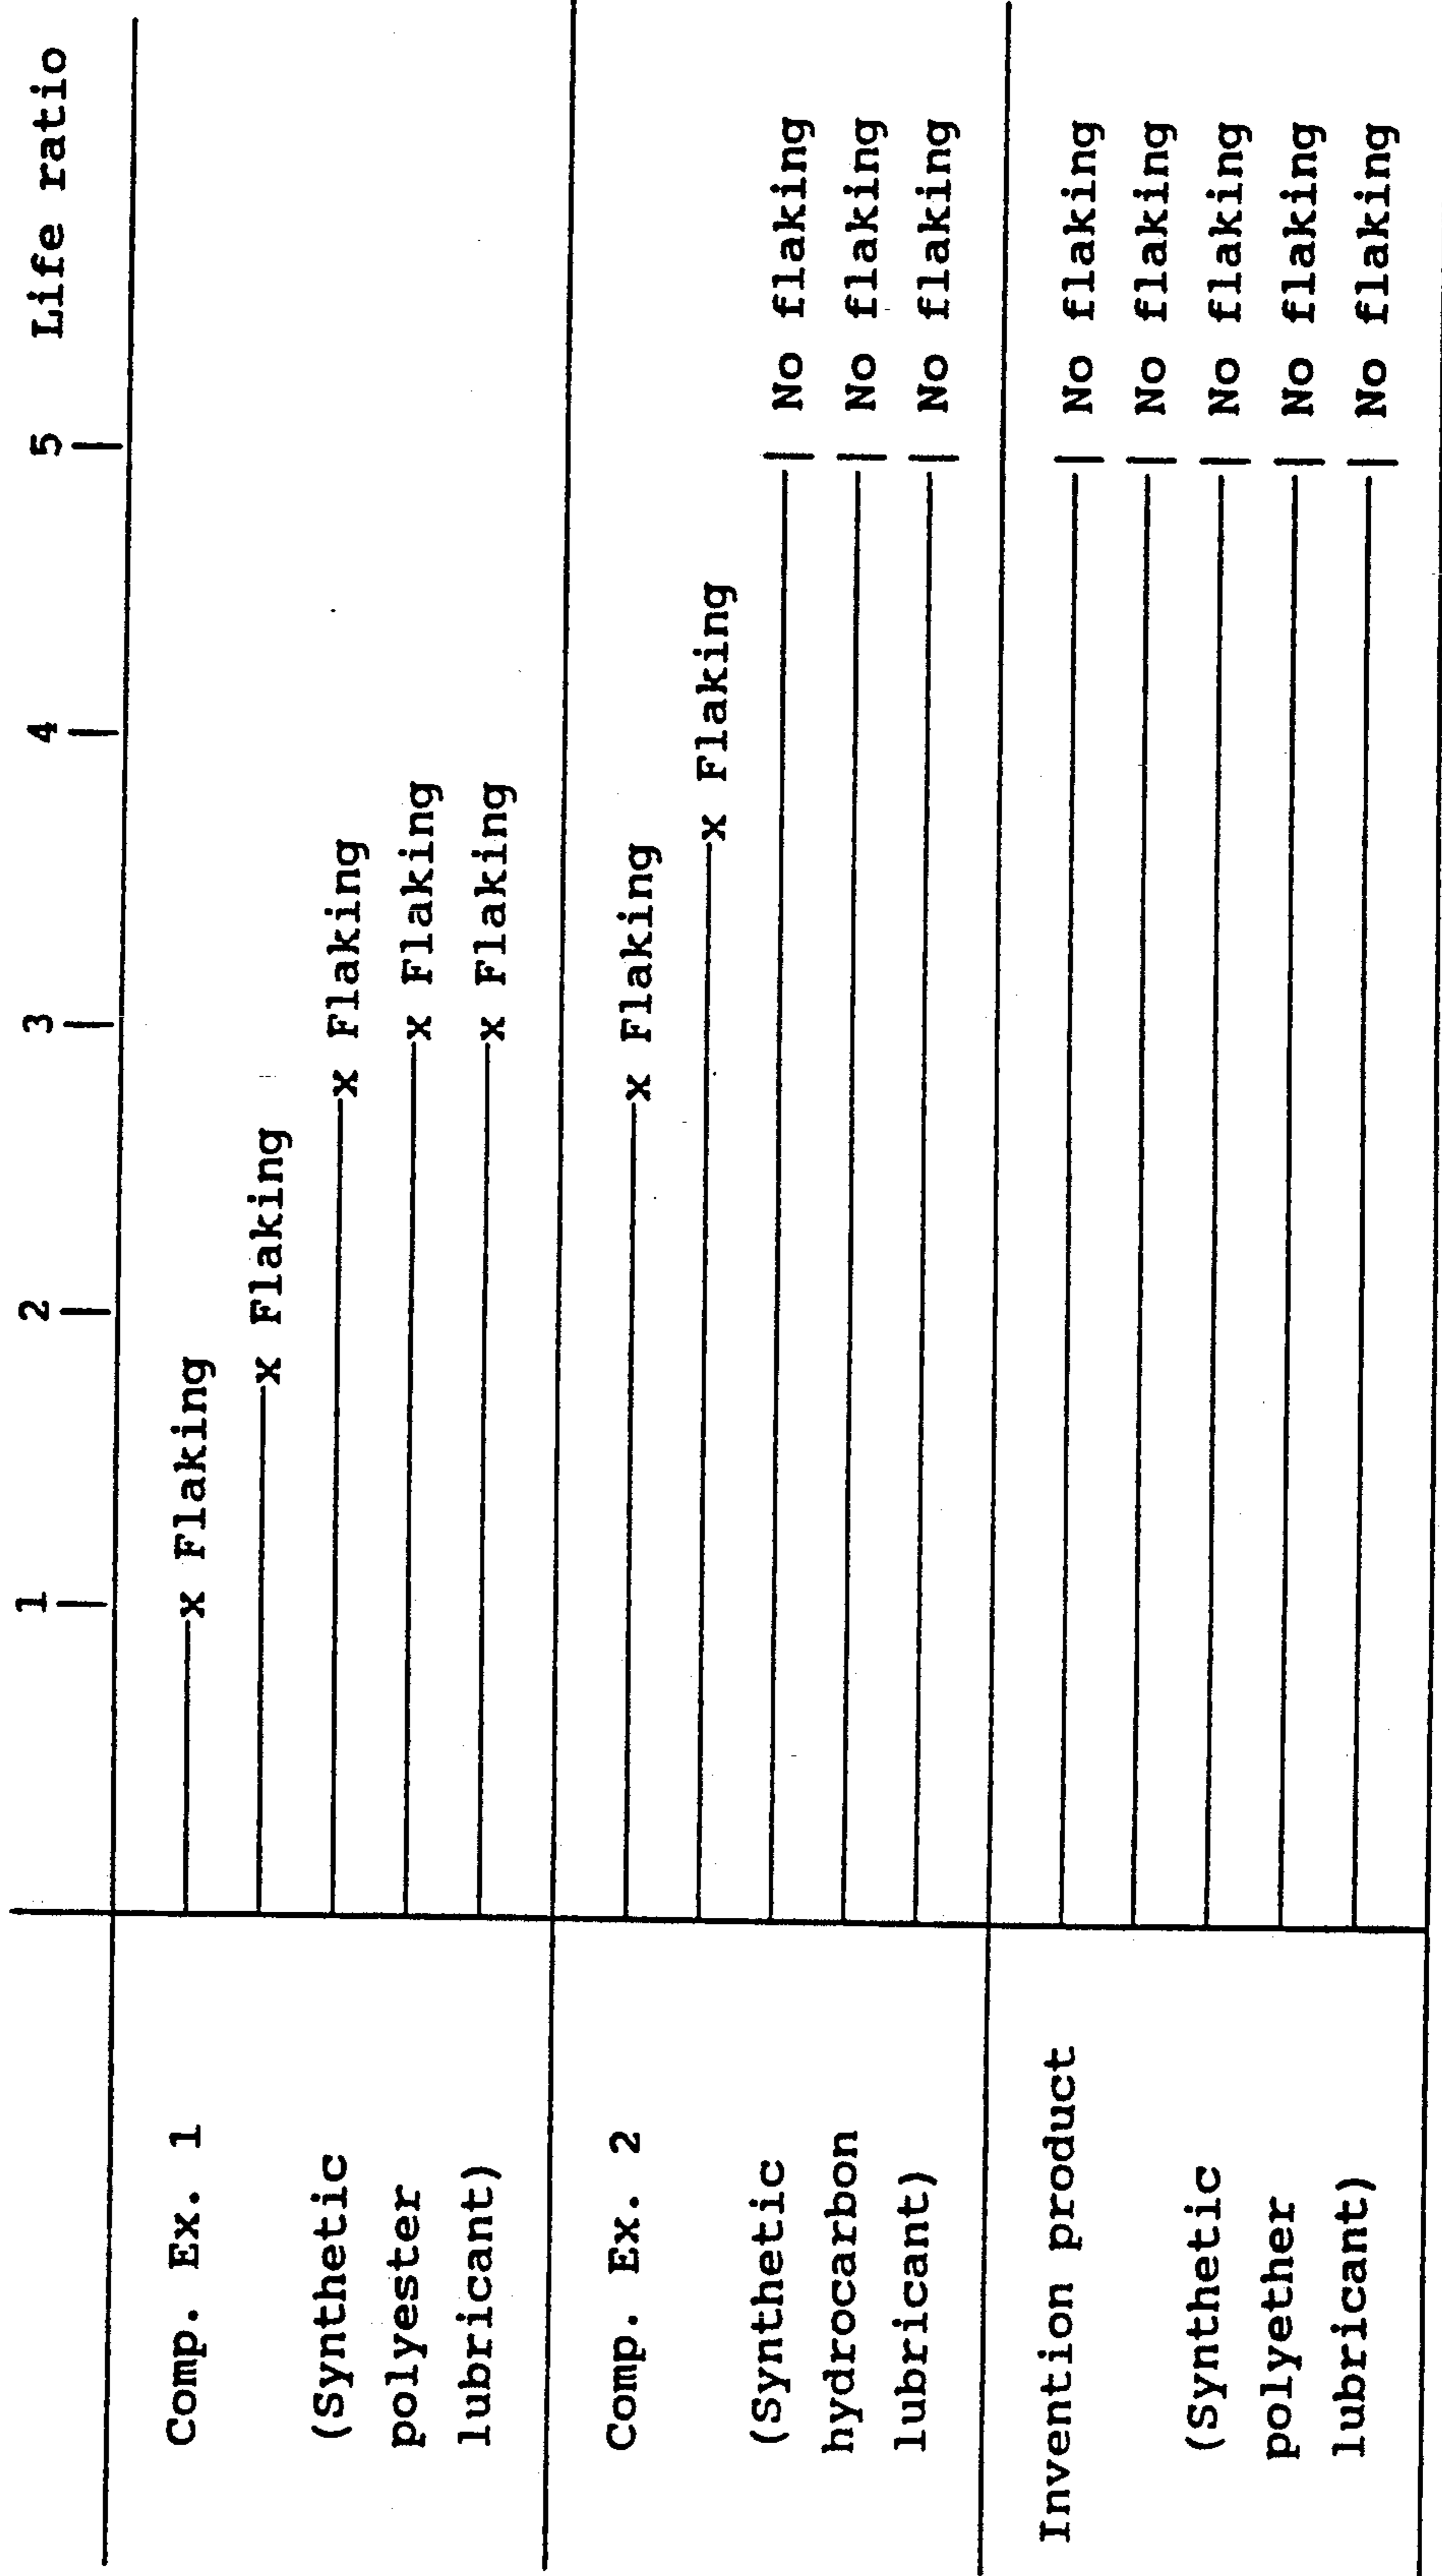 1 2 3 4 5 Life ratio
Comp. Ex. 1 x Flaking
x Flaking
(Synthetic x Flaking
polyester x Flaking
lubricant) x Flaking
Comp. Ex. 2 x Flaking
x Flaking
(Synthetic No flaking
hydrocarbon No flaking
lubricant) No flaking
Invention product No flaking
No flaking
(Synthetic No flaking
polyether No flaking
lubricant) No flaking